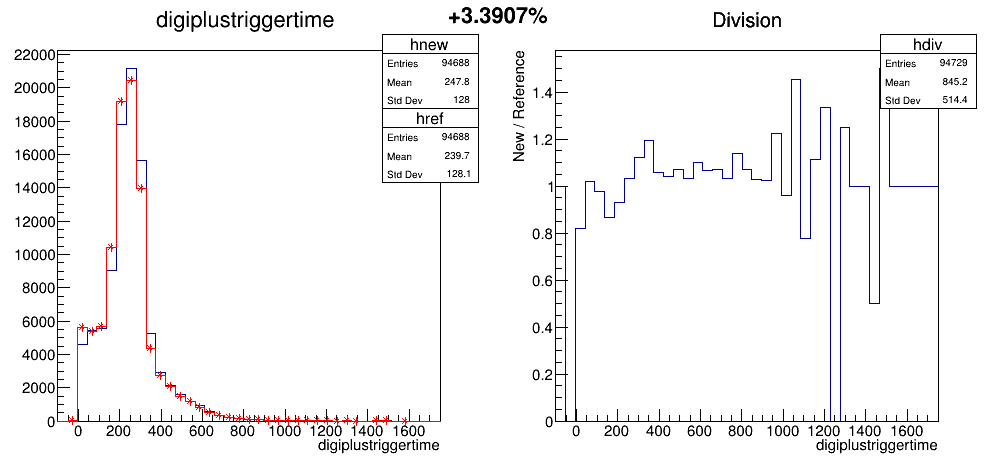 +3.3907%
digiplustriggertime
hnew
Entries 94688
Mean 247.8
Std Dev 128
href
Entries 94688
Mean 239.7
Std Dev 128.1
22000
20000
18000
16000
14000
12000
10000
8000
6000
4000
2000
0
0 200 400 600 800 1000 1200 1400 1600
digiplustriggertime
Division
hdiv
Entries 94729
Mean 845.2
Std Dev 514.4
New / Reference
1.4
1.2
1
0.8
0.6
0.4
0.2
0
0 200 400 600 800 1000 1200 1400 1600
digiplustriggertime